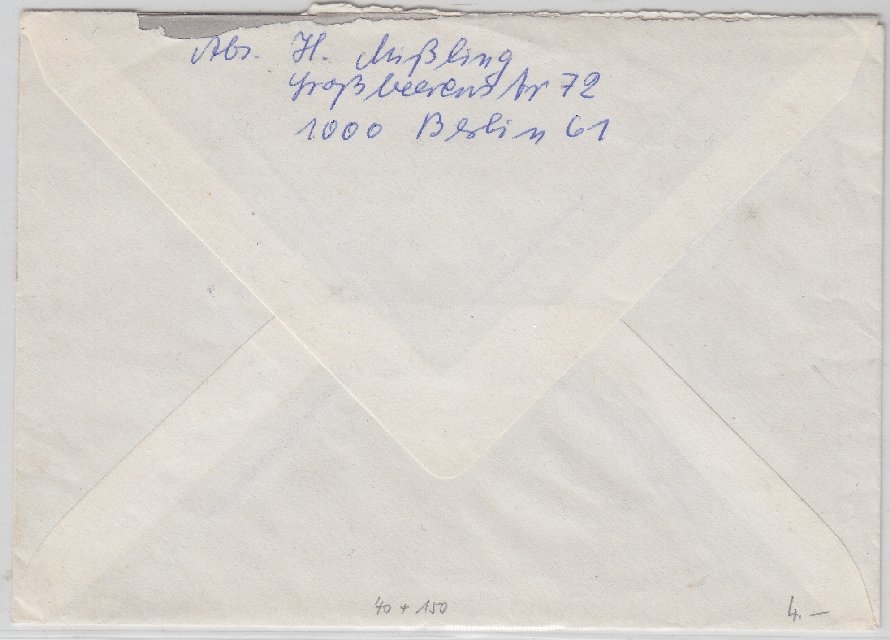 Abs. H. Mißling
Großbeerenstr 72
1000 Berlin 61
40 + 150
4.—